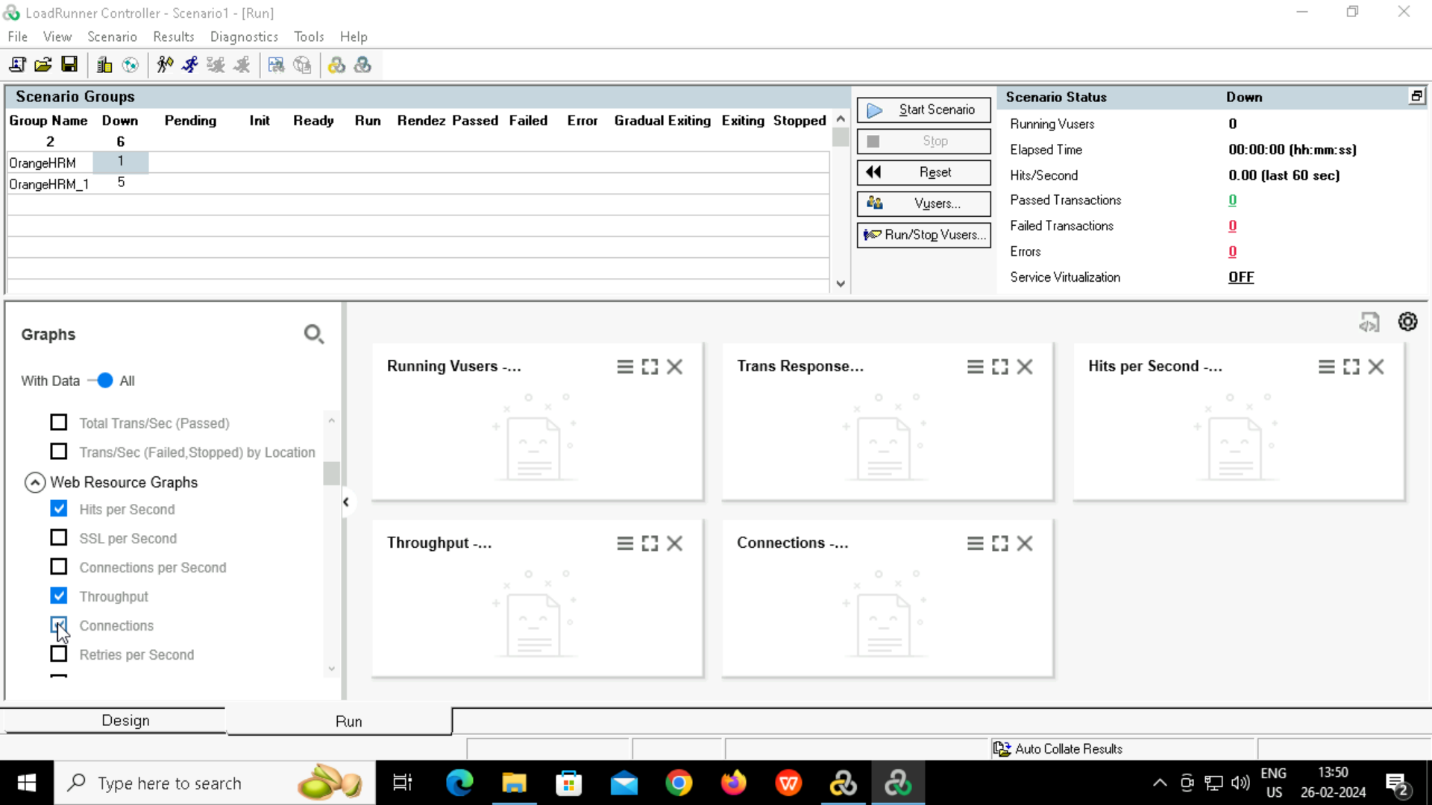 LoadRunner Controller - Scenario1 - [Run]
File View Scenario Results Diagnostics Tools Help
Scenario Groups
Group Name Down Pending Init Ready Run Rendez Passed Failed Error Gradual Exiting Exiting Stopped
2 6
OrangeHRM 1
OrangeHRM_1 5
Start Scenario
Stop
Reset
Vusers...
Run/Stop Vusers...
Scenario Status Down
Running Vusers 0
Elapsed Time 00:00:00 (hh:mm:ss)
Hits/Second 0.00 (last 60 sec)
Passed Transactions 0
Failed Transactions 0
Errors 0
Service Virtualization OFF
Graphs
With Data All
Total Trans/Sec (Passed)
Trans/Sec (Failed,Stopped) by Location
Web Resource Graphs
Hits per Second
SSL per Second
Connections per Second
Throughput
Connections
Retries per Second
Running Vusers -...
Trans Response...
Hits per Second -...
Throughput -...
Connections -...
Design Run
Auto Collate Results
Type here to search
ENG
US
13:50
26-02-2024
2